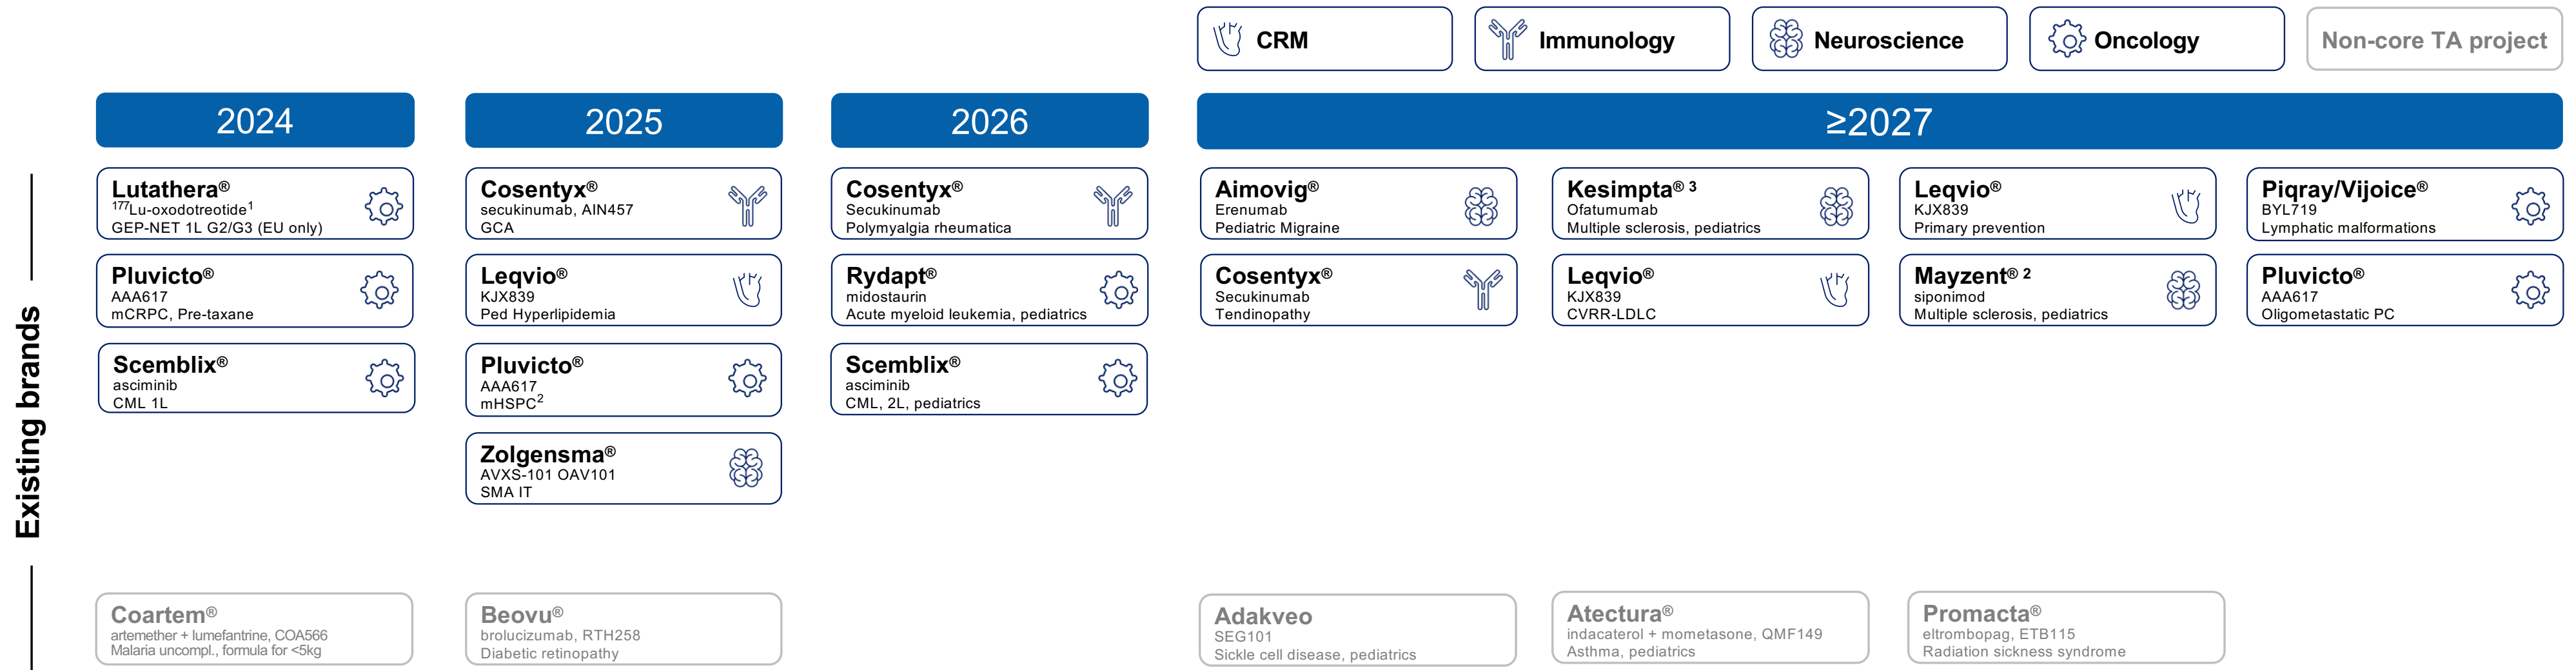 CRM
Immunology
Neuroscience
Oncology
Non-core TA project
2024
2025
2026
≥2027
Existing brands
Lutathera®
¹⁷⁷Lu-oxodotreotide¹
GEP-NET 1L G2/G3 (EU only)
Pluvicto®
AAA617
mCRPC, Pre-taxane
Scemblix®
asciminib
CML 1L
Coartem®
artemether + lumefantrine, COA566
Malaria uncompl., formula for <5kg
Cosentyx®
secukinumab, AIN457
GCA
Leqvio®
KJX839
Ped Hyperlipidemia
Pluvicto®
AAA617
mHSPC²
Zolgensma®
AVXS-101 OAV101
SMA IT
Beovu®
brolucizumab, RTH258
Diabetic retinopathy
Cosentyx®
Secukinumab
Polymyalgia rheumatica
Rydapt®
midostaurin
Acute myeloid leukemia, pediatrics
Scemblix®
asciminib
CML, 2L, pediatrics
Aimovig®
Erenumab
Pediatric Migraine
Cosentyx®
Secukinumab
Tendinopathy
Adakveo
SEG101
Sickle cell disease, pediatrics
Kesimpta® ³
Ofatumumab
Multiple sclerosis, pediatrics
Leqvio®
KJX839
CVRR-LDLC
Atectura®
indacaterol + mometasone, QMF149
Asthma, pediatrics
Leqvio®
KJX839
Primary prevention
Mayzent® ²
siponimod
Multiple sclerosis, pediatrics
Promacta®
eltrombopag, ETB115
Radiation sickness syndrome
Piqray/Vijoice®
BYL719
Lymphatic malformations
Pluvicto®
AAA617
Oligometastatic PC